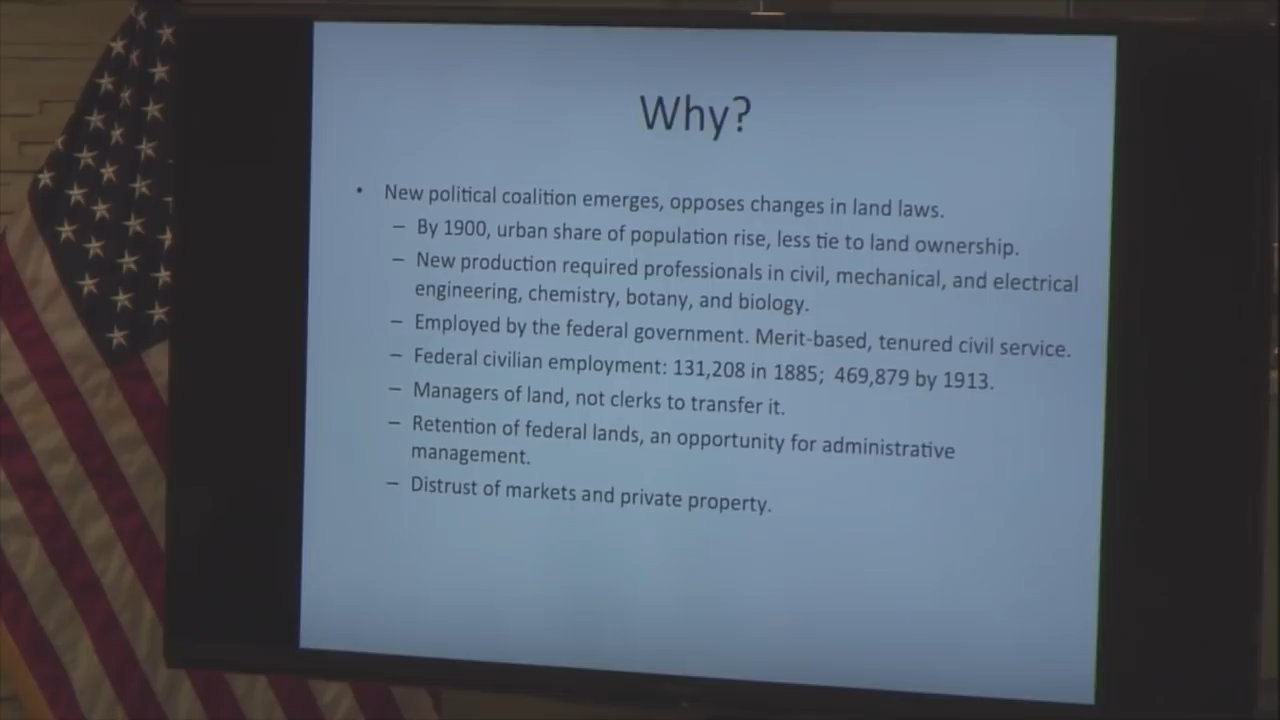 Why?
• New political coalition emerges, opposes changes in land laws.
– By 1900, urban share of population rise, less tie to land ownership.
– New production required professionals in civil, mechanical, and electrical
engineering, chemistry, botany, and biology.
– Employed by the federal government. Merit-based, tenured civil service.
– Federal civilian employment: 131,208 in 1885; 469,879 by 1913.
– Managers of land, not clerks to transfer it.
– Retention of federal lands, an opportunity for administrative
management.
– Distrust of markets and private property.